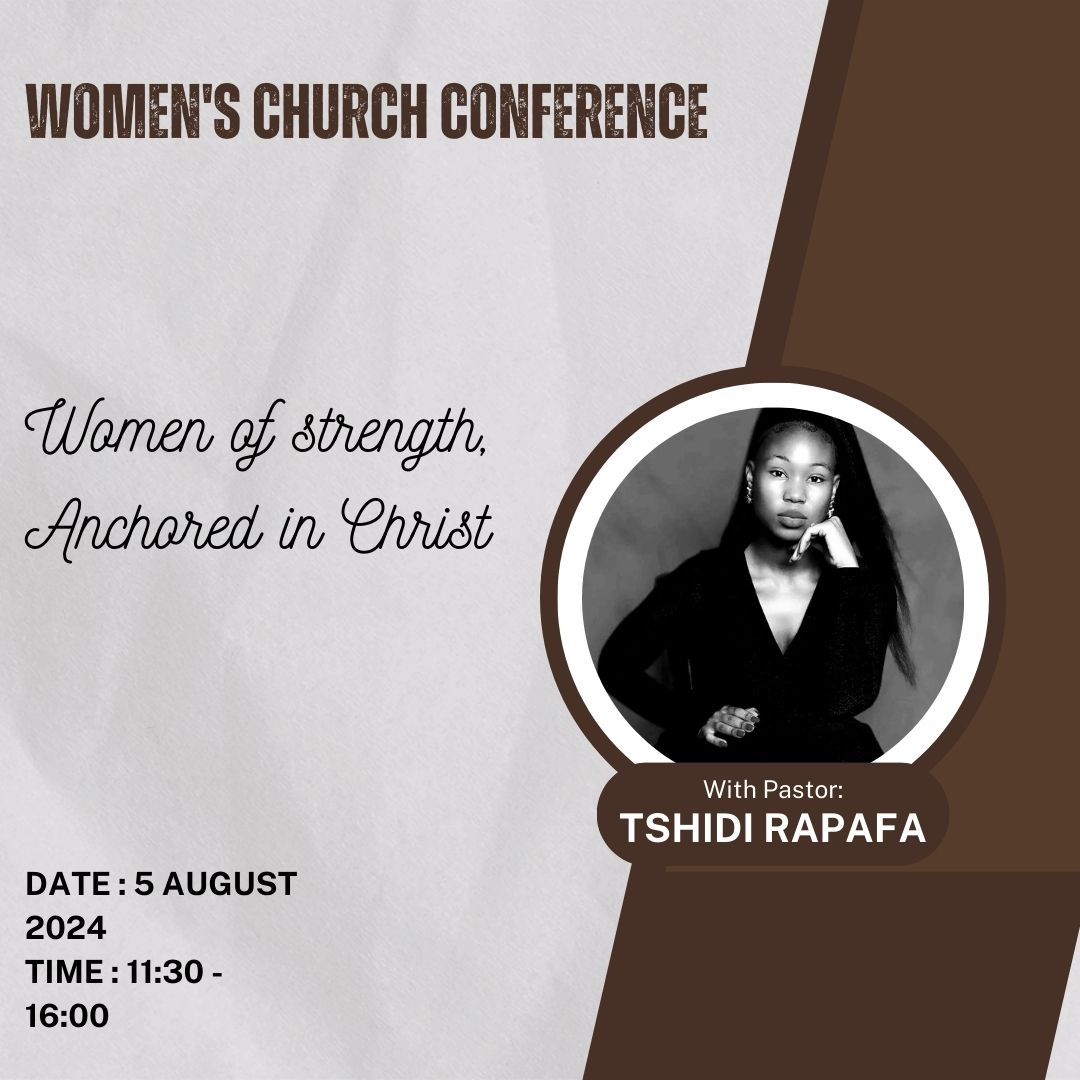 WOMEN'S CHURCH CONFERENCE
Women of strength,
Anchored in Christ
With Pastor:
TSHIDI RAPAFA
DATE : 5 AUGUST
2024
TIME : 11:30 -
16:00